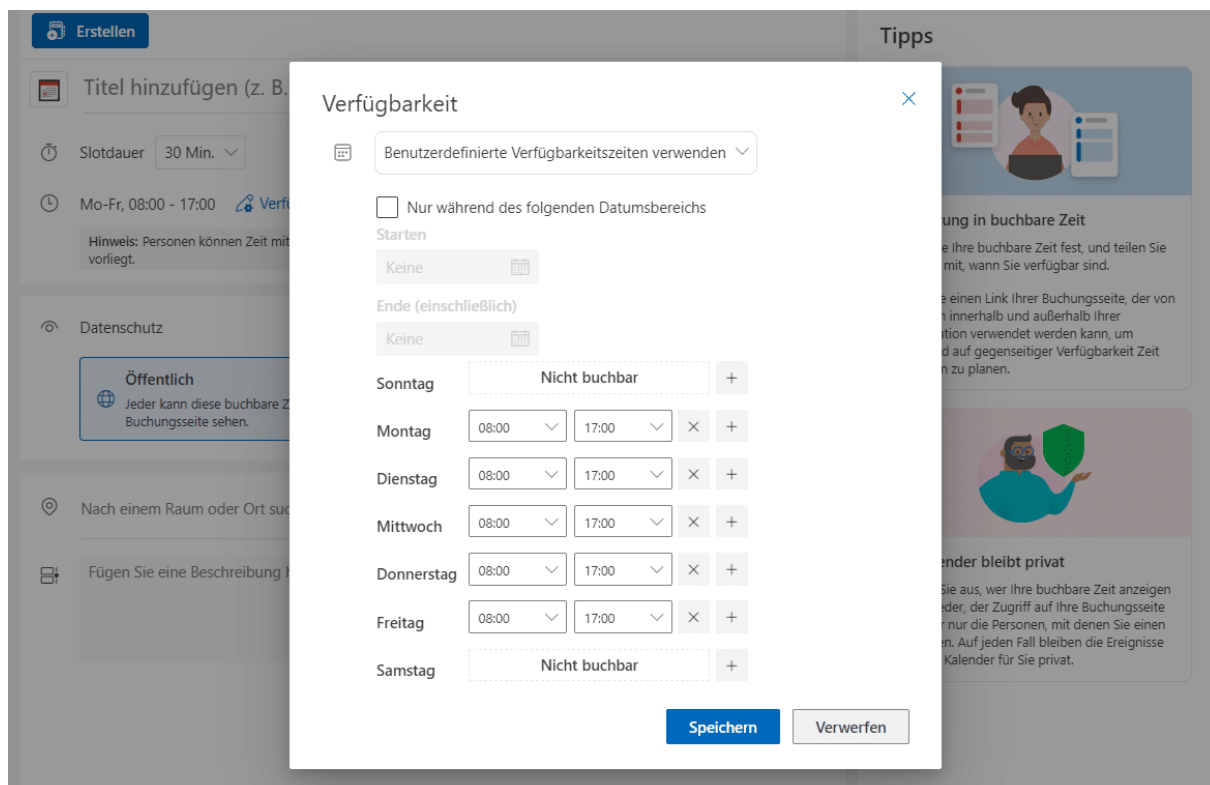 Erstellen
Tipps
Titel hinzufügen (z. B.
Slotdauer 30 Min.
Mo-Fr, 08:00 - 17:00
Hinweis: Personen können Zeit mit
vorliegt.
Datenschutz
Öffentlich
Jeder kann diese buchbare
Buchungsseite sehen.
Nach einem Raum oder Ort
Fügen Sie eine Beschreibung
Verfügbarkeit
Benutzerdefinierte Verfügbarkeitszeiten verwenden
Nur während des folgenden Datumsbereichs
Starten
Keine
Ende (einschließlich)
Keine
Sonntag Nicht buchbar +
Montag 08:00 17:00 × +
Dienstag 08:00 17:00 × +
Mittwoch 08:00 17:00 × +
Donnerstag 08:00 17:00 × +
Freitag 08:00 17:00 × +
Samstag Nicht buchbar +
Speichern Verwerfen
in buchbare Zeit
Ihre buchbare Zeit fest, und teilen Sie
mit, wann Sie verfügbar sind.
einen Link Ihrer Buchungsseite, der von
innerhalb und außerhalb Ihrer
verwendet werden kann, um
auf gegenseitiger Verfügbarkeit Zeit
zu planen.
bleibt privat
Sie aus, wer Ihre buchbare Zeit anzeigen
der Zugriff auf Ihre Buchungsseite
nur die Personen, mit denen Sie einen
Auf jeden Fall bleiben die Ereignisse
Kalender für Sie privat.